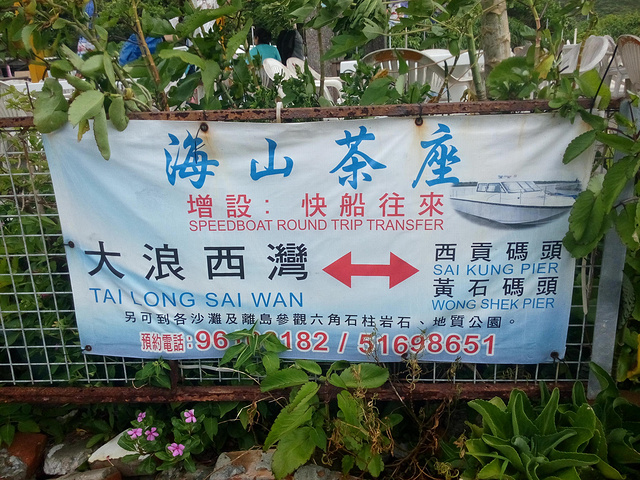 海山茶座
增設：快船往來
SPEEDBOAT ROUND TRIP TRANSFER
大浪西灣
TAI LONG SAI WAN
西貢碼頭
SAI KUNG PIER
黃石碼頭
WONG SHEK PIER
另可到各沙灘及離島參觀六角石柱岩石、地質公園。
預約電話：96 182 / 51698651